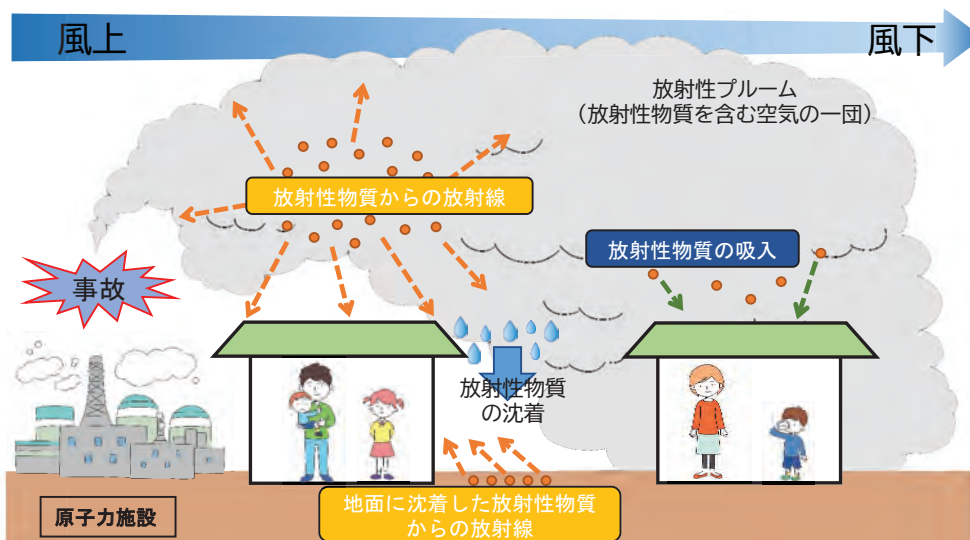 風上
風下
放射性プルーム
（放射性物質を含む空気の一団）
放射性物質からの放射線
放射性物質の吸入
事故
放射性物質
の沈着
地面に沈着した放射性物質
からの放射線
原子力施設